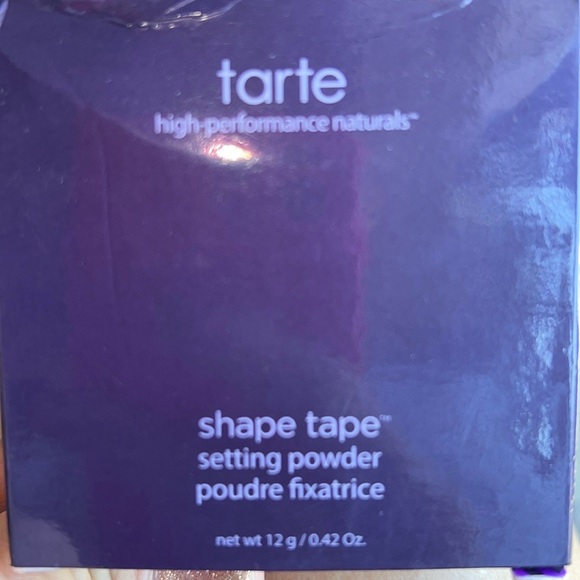 tarte
high-performance naturals™
shape tape™
setting powder
poudre fixatrice
net wt 12 g / 0.42 Oz.